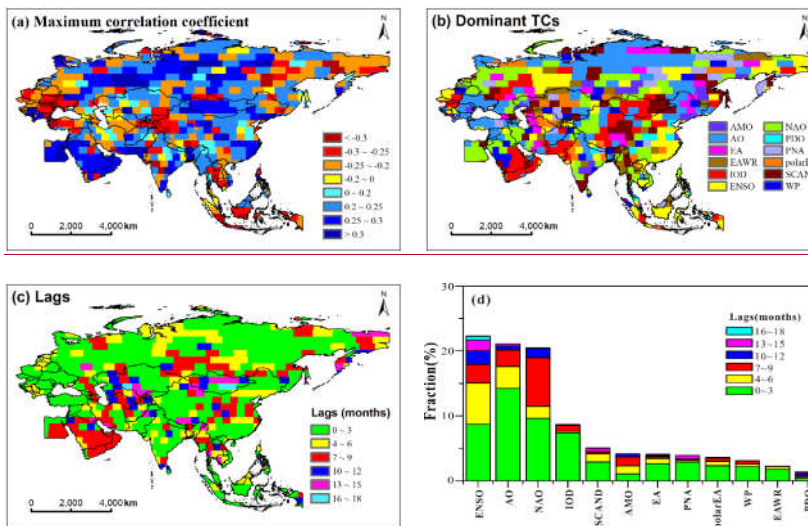 (a) Maximum correlation coefficient
N
< -0.3
-0.3 ~ -0.25
-0.25 ~ -0.2
-0.2 ~ 0
0 ~ 0.2
0.2 ~ 0.25
0.25 ~ 0.3
> 0.3
0 2,000 4,000 km
(b) Dominant TCs
N
AMO NAO
AO PDO
EA PNA
EAWR
IOD SCAN
ENSO WP
0 2,000 4,000 km
(c) Lags
N
Lags (months)
0 ~ 3
4 ~ 6
7 ~ 9
10 ~ 12
13 ~ 15
16 ~ 18
0 2,000 4,000 km
(d)
Lags(months)
16~18
13~15
10~12
7~9
4~6
0~3
Fraction(%)
30
20
10
0
ENSO
AO
NAO
IOD
SCAND
AMO
EA
PNA
polarEA
WP
EAWR